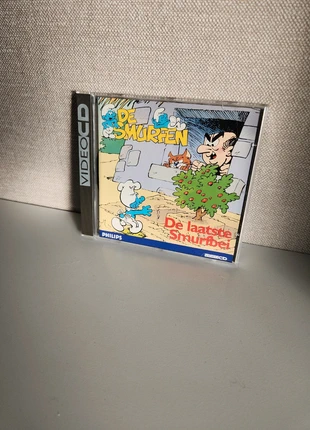 VIDEO CD
DE
SMURFEN
De laatste
Smurfbei
PHILIPS